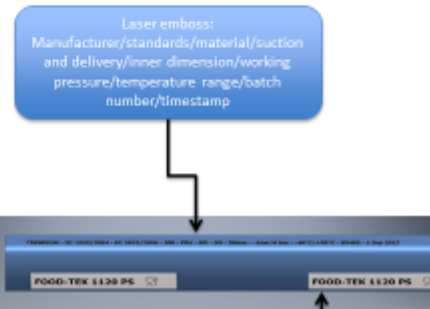 Laser emboss:
Manufacturer/standards/material/suction
and delivery/inner dimension/working
pressure/temperature range/batch
number/timestamp
FOOD-TEK 1120 PS
FOOD-TEK 1120 PS